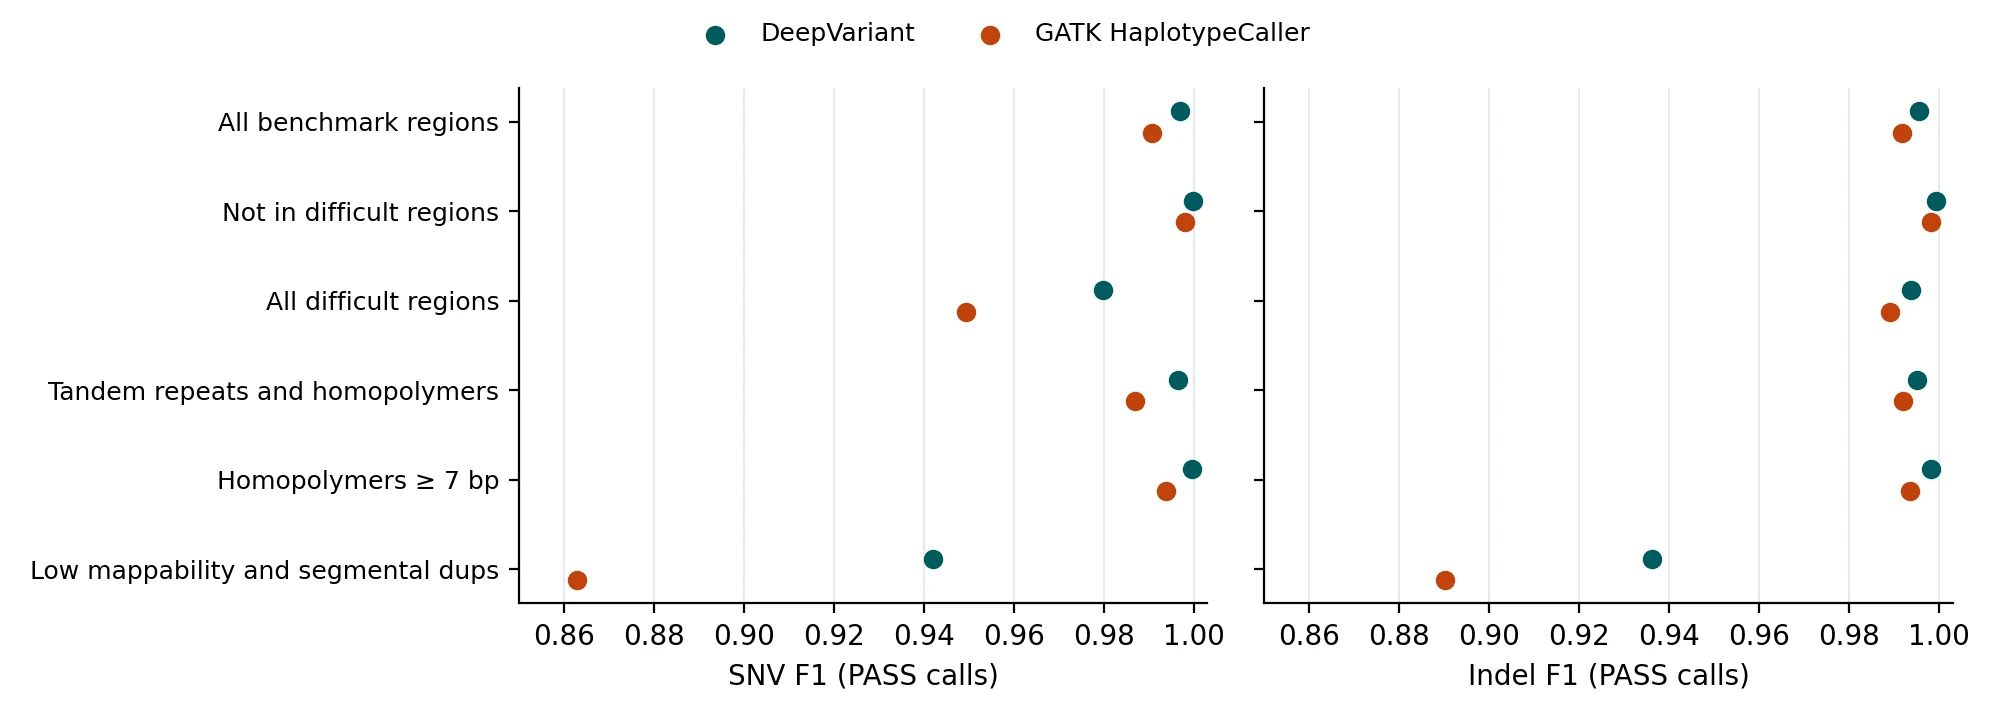 DeepVariant GATK HaplotypeCaller
All benchmark regions
Not in difficult regions
All difficult regions
Tandem repeats and homopolymers
Homopolymers ≥ 7 bp
Low mappability and segmental dups
0.86 0.88 0.90 0.92 0.94 0.96 0.98 1.00
SNV F1 (PASS calls)
0.86 0.88 0.90 0.92 0.94 0.96 0.98 1.00
Indel F1 (PASS calls)